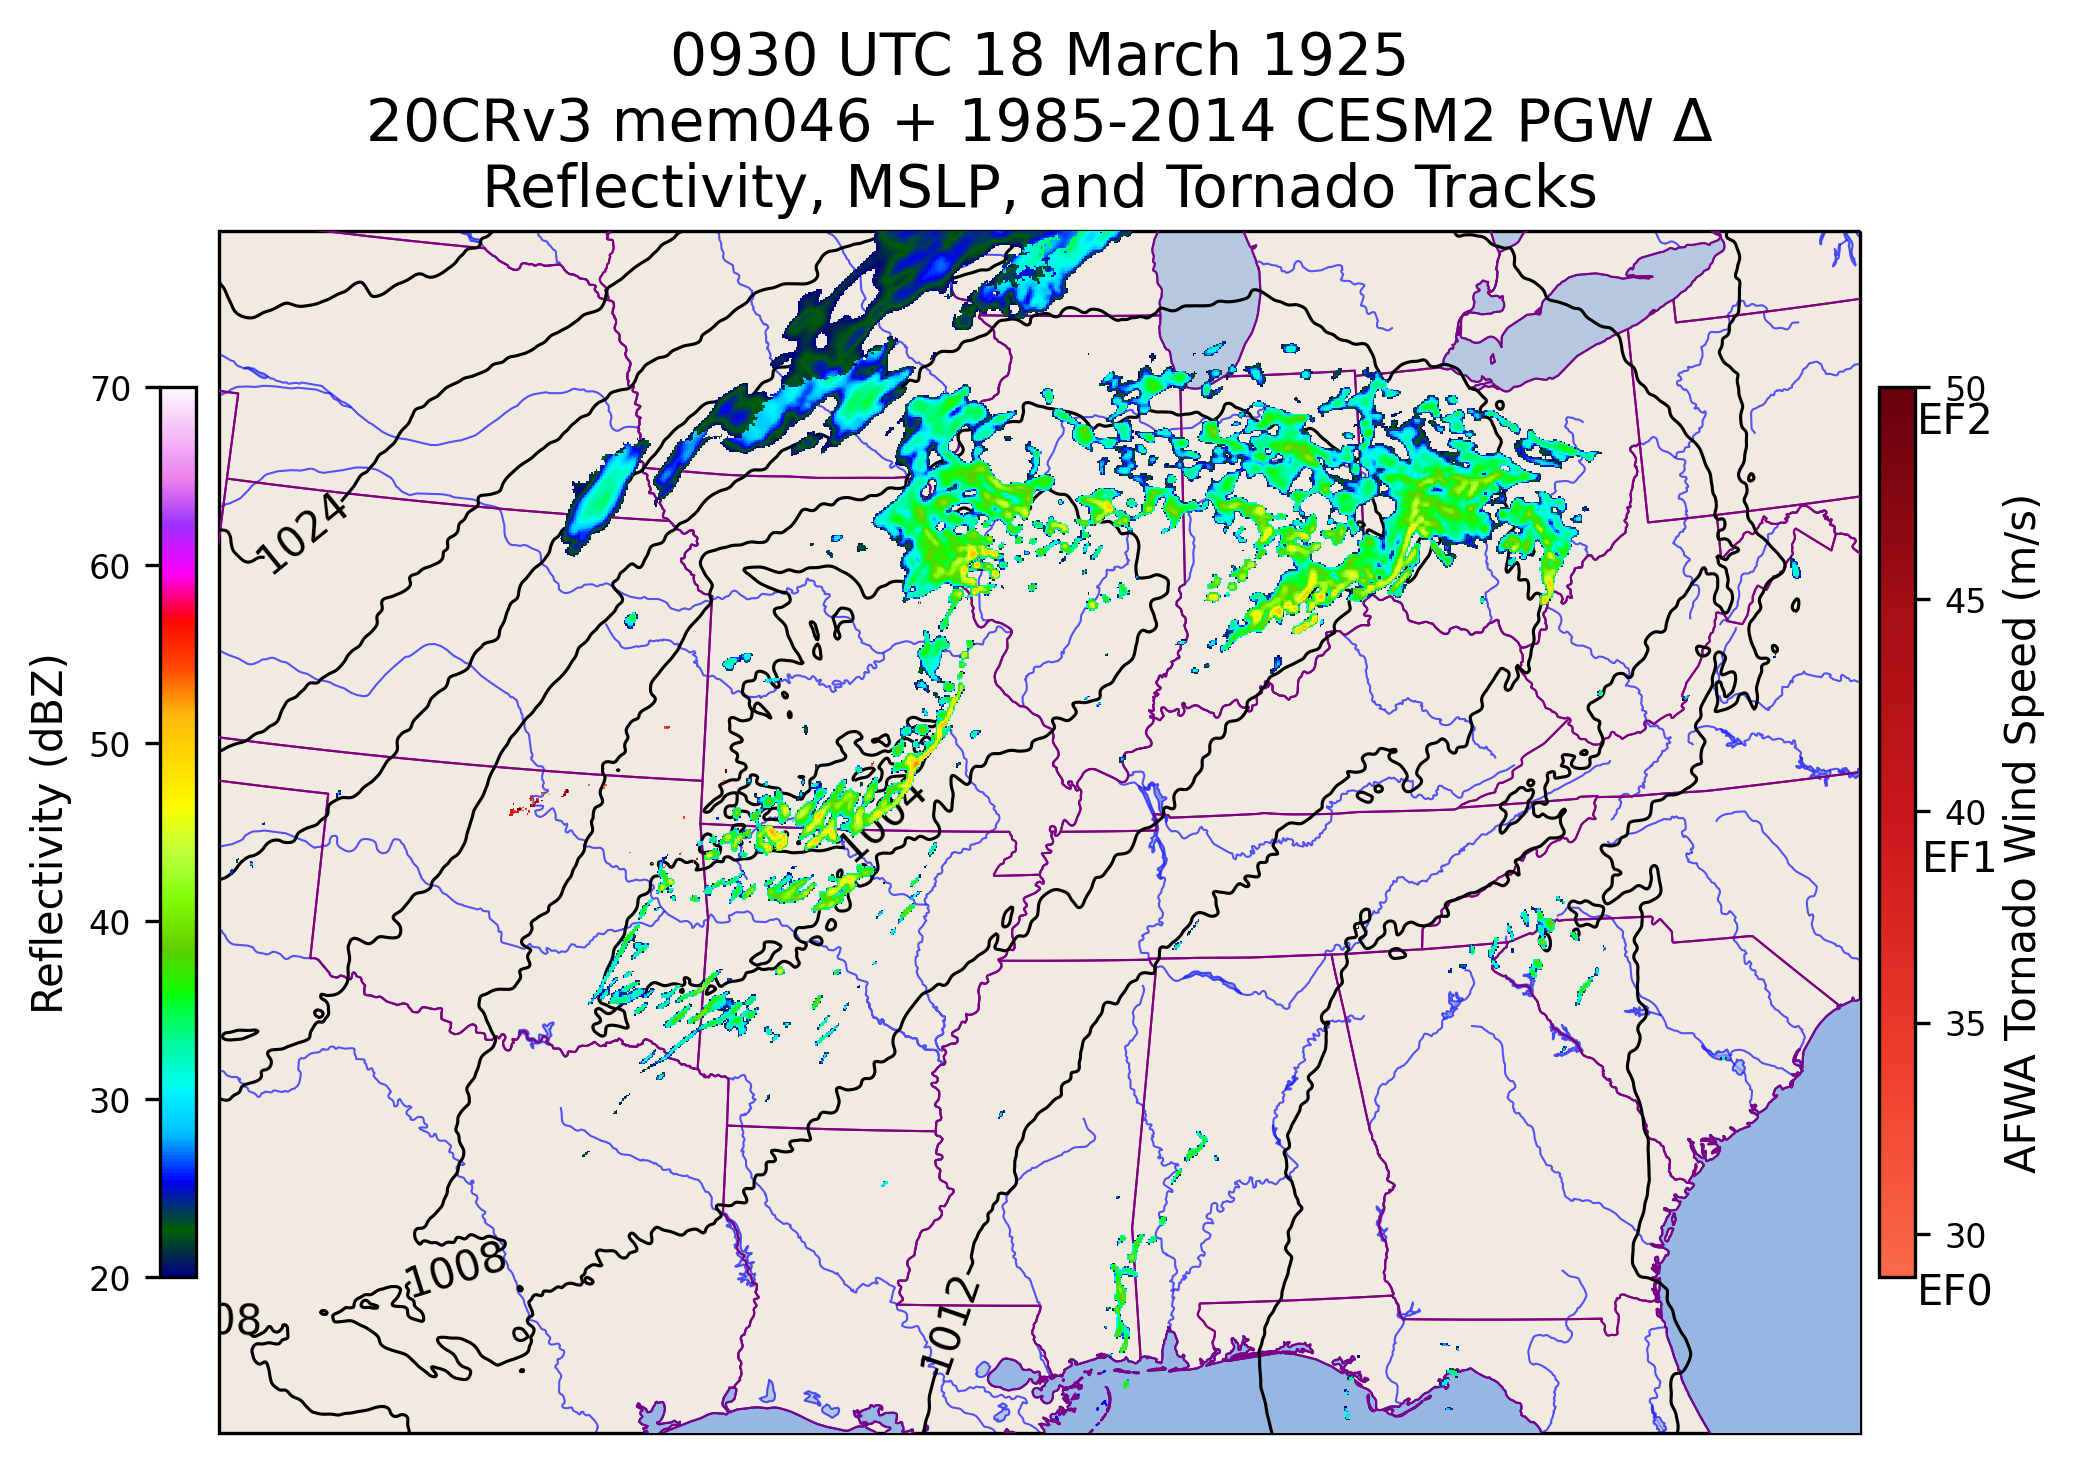 0930 UTC 18 March 1925
20CRv3 mem046 + 1985-2014 CESM2 PGW Δ
Reflectivity, MSLP, and Tornado Tracks
70
60
50
40
30
20
Reflectivity (dBZ)
1024
1004
1008
08
1012
50
EF2
45
40
EF1
35
30
EF0
AFWA Tornado Wind Speed (m/s)